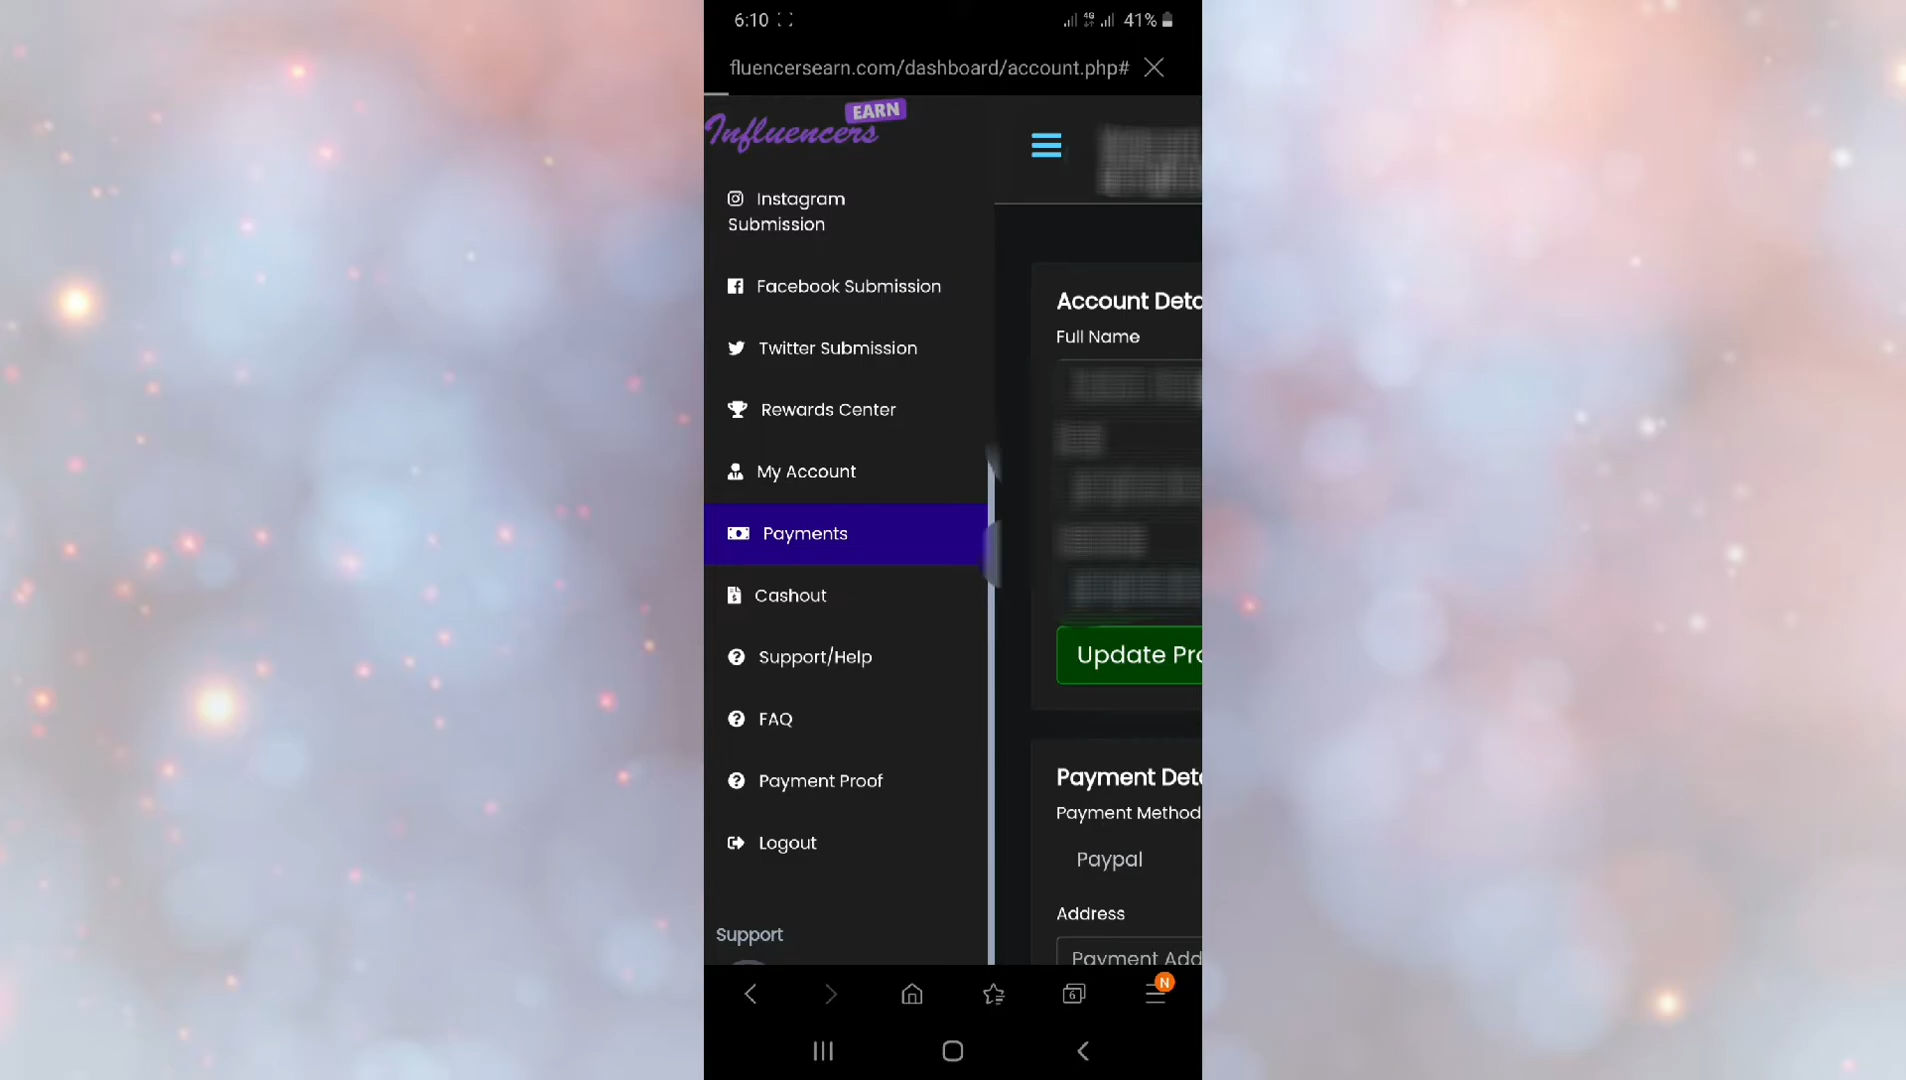 6:10
4G
41%
fluencersearn.com/dashboard/account.php#
EARN
Influencers
Instagram
Submission
Facebook Submission
Twitter Submission
Rewards Center
My Account
Payments
Cashout
Support/Help
FAQ
Payment Proof
Logout
Support
Account Deta
Full Name
Update Pro
Payment Deta
Payment Method
Paypal
Address
Payment Add
6
N